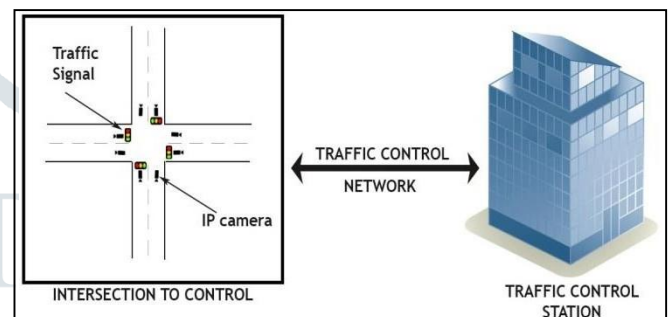 Traffic
Signal
IP camera
INTERSECTION TO CONTROL
TRAFFIC CONTROL
NETWORK
TRAFFIC CONTROL
STATION